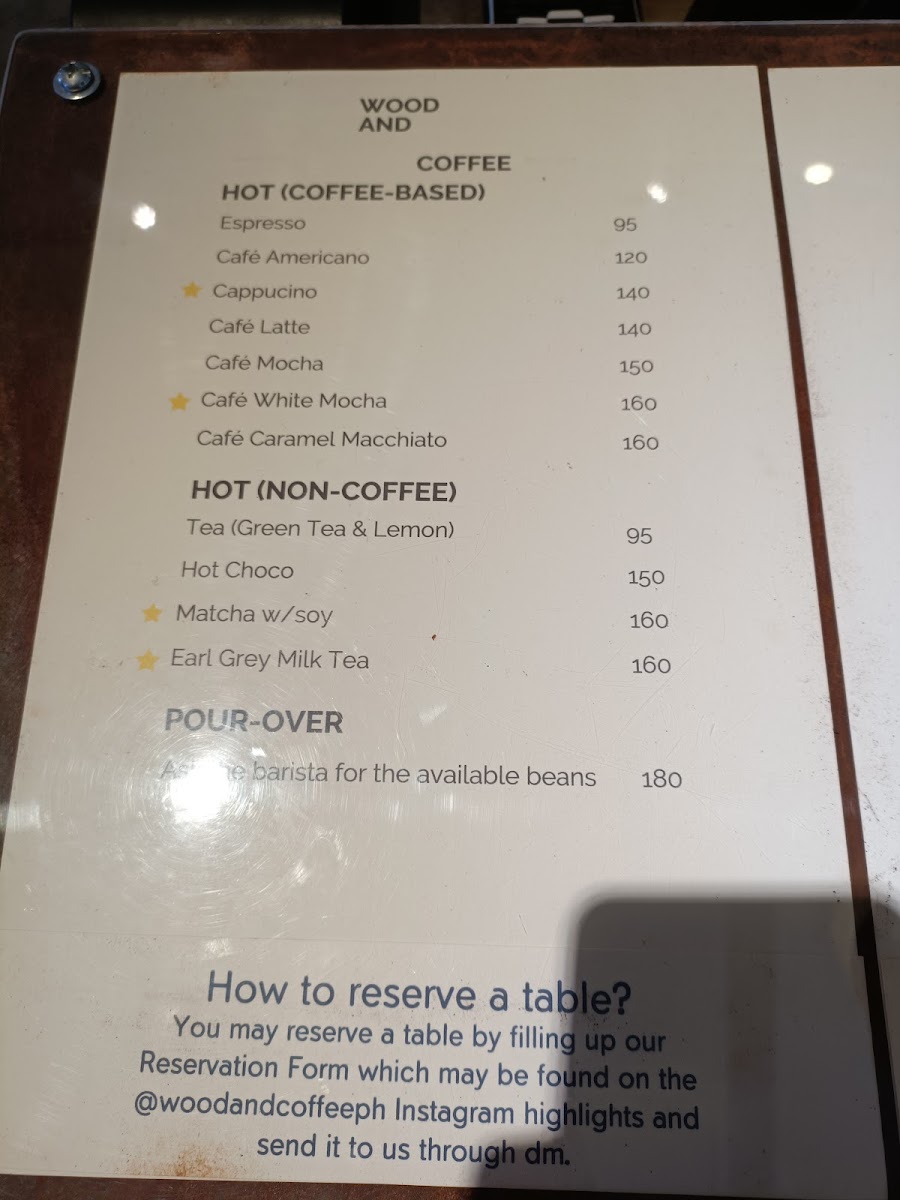 WOOD
AND
COFFEE
HOT (COFFEE-BASED)
Espresso 95
Café Americano 120
Cappucino 140
Café Latte 140
Café Mocha 150
Café White Mocha 160
Café Caramel Macchiato 160
HOT (NON-COFFEE)
Tea (Green Tea & Lemon) 95
Hot Choco 150
Matcha w/soy 160
Earl Grey Milk Tea 160
POUR-OVER
Ask the barista for the available beans 180
How to reserve a table?
You may reserve a table by filling up our
Reservation Form which may be found on the
@woodandcoffeeph Instagram highlights and
send it to us through dm.